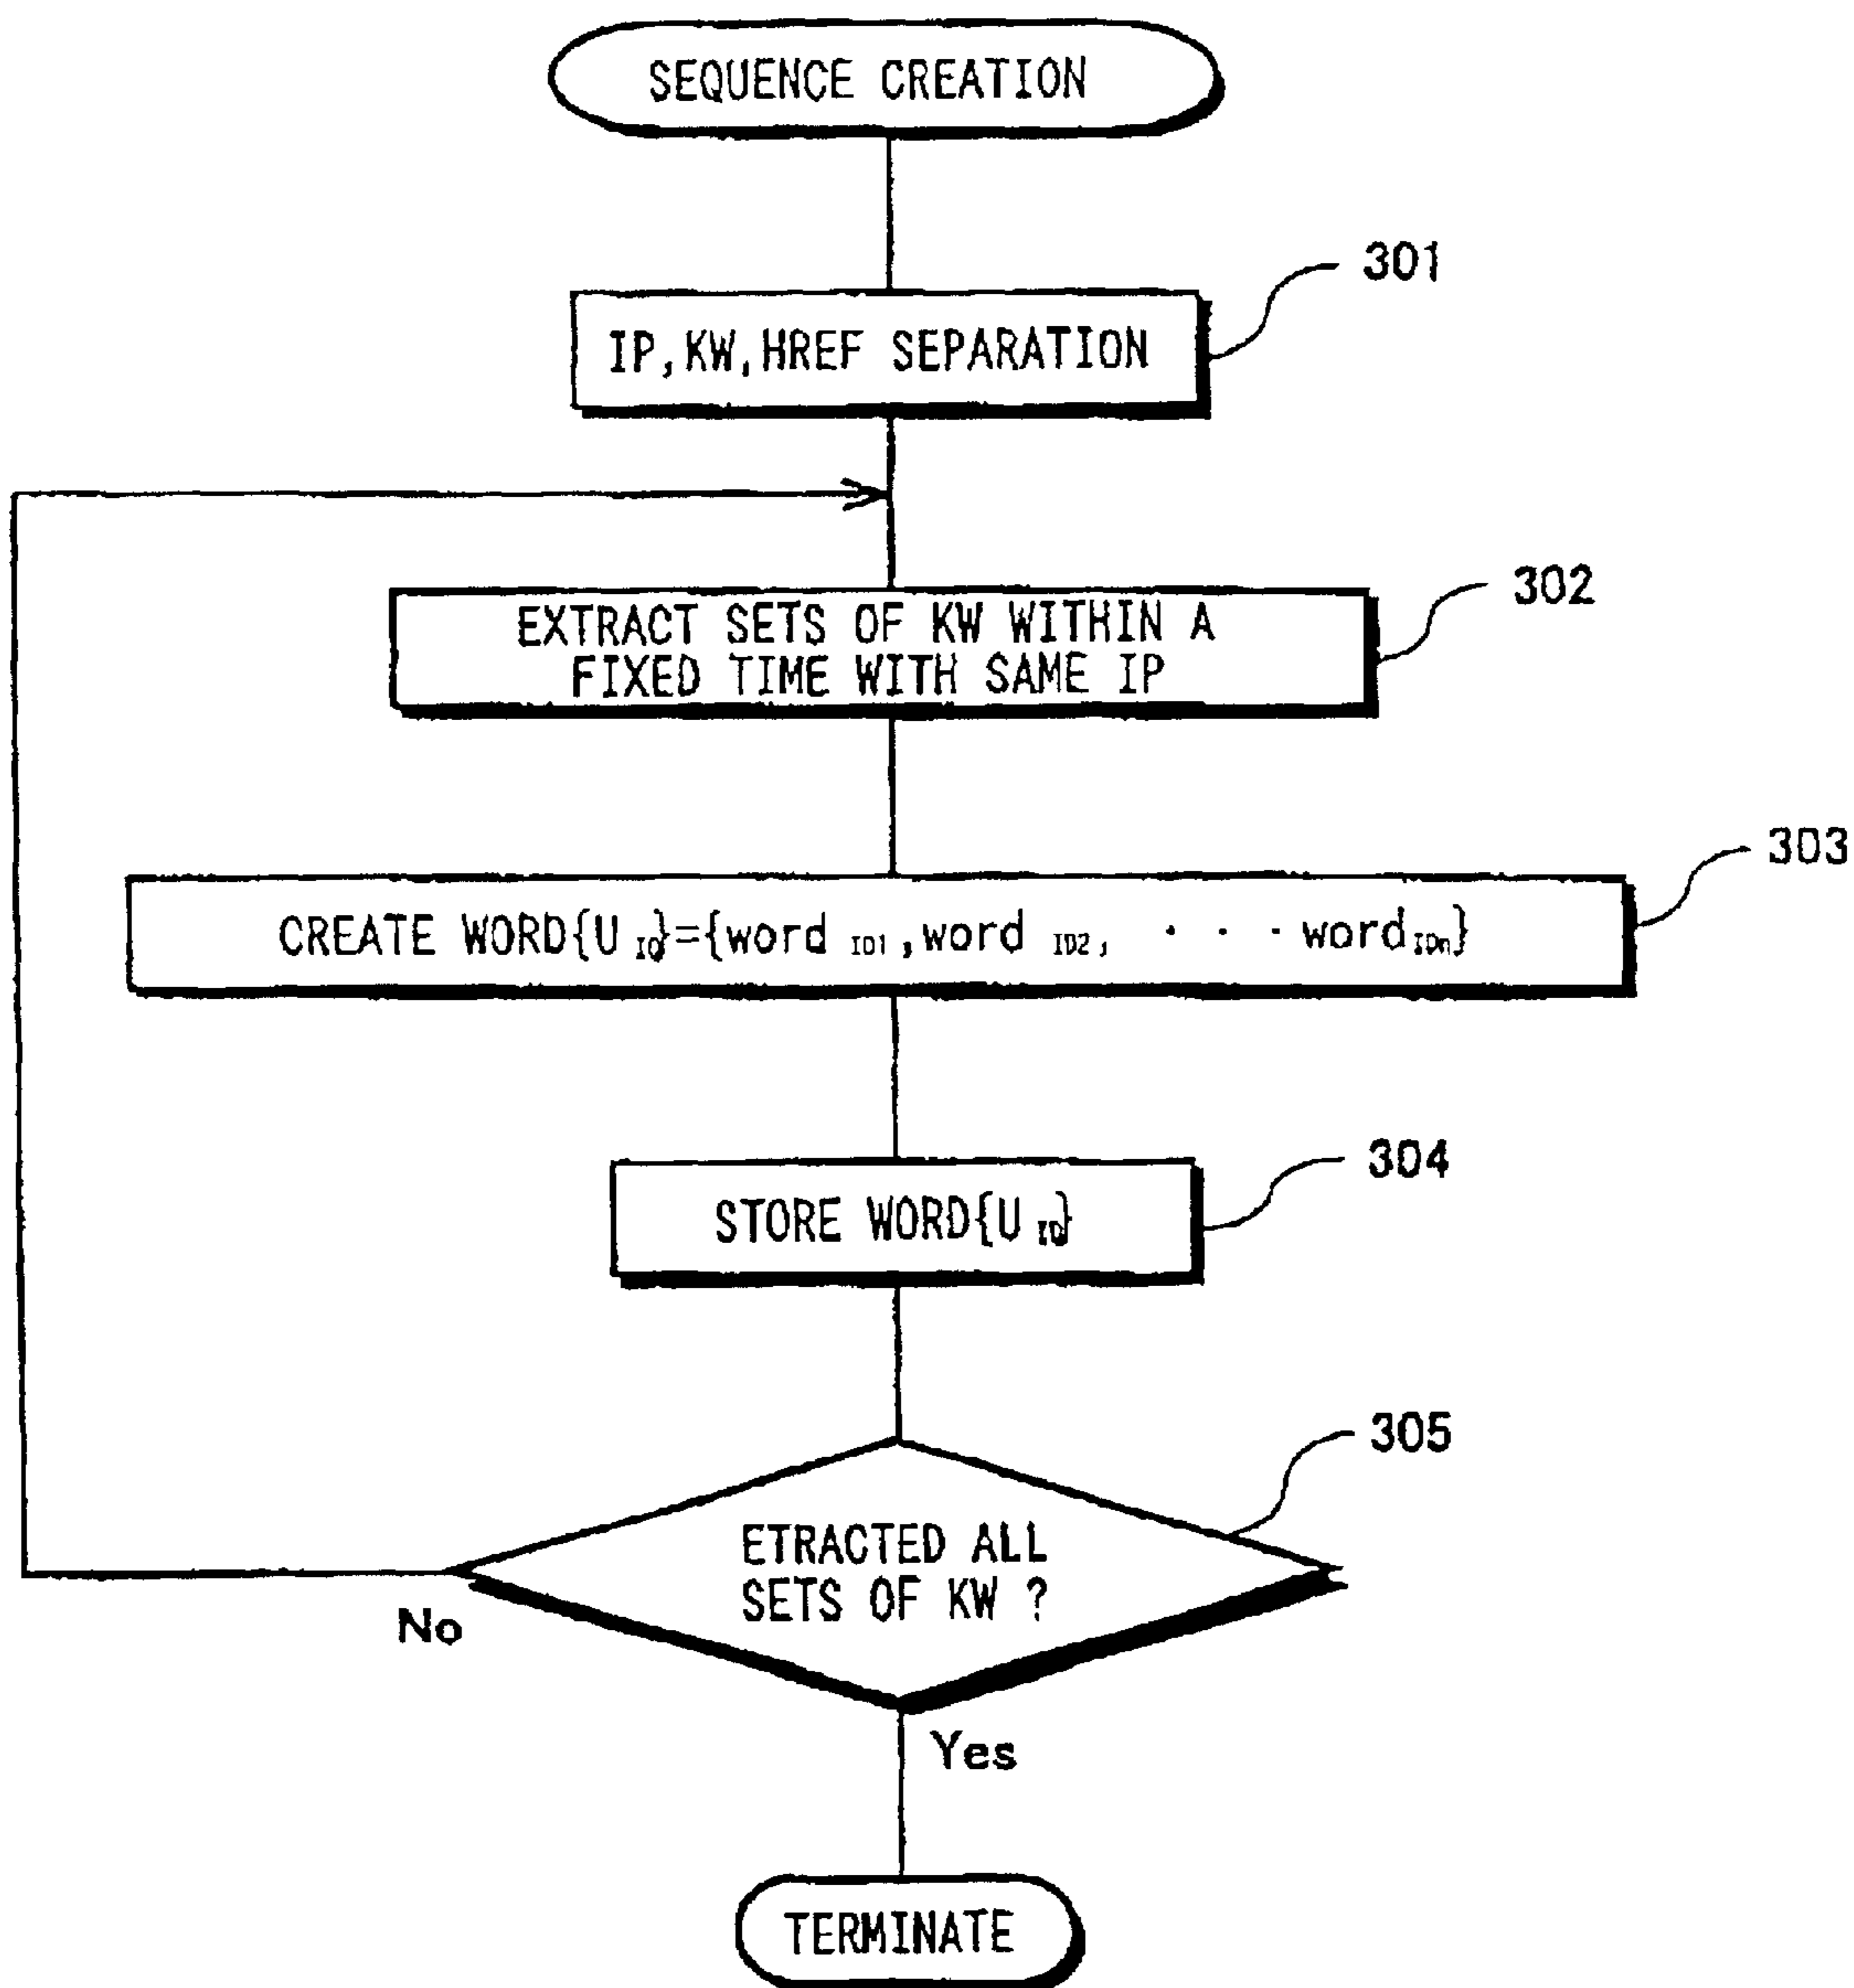 SEQUENCE CREATION
301
IP,KW,HREF SEPARATION
302
EXTRACT SETS OF KW WITHIN A
FIXED TIME WITH SAME IP
303
CREATE WORD{U ID}={word ID1,word ID2, · · · wordIDn}
304
STORE WORD{U ID}
305
ETRACTED ALL
SETS OF KW ?
No
Yes
TERMINATE